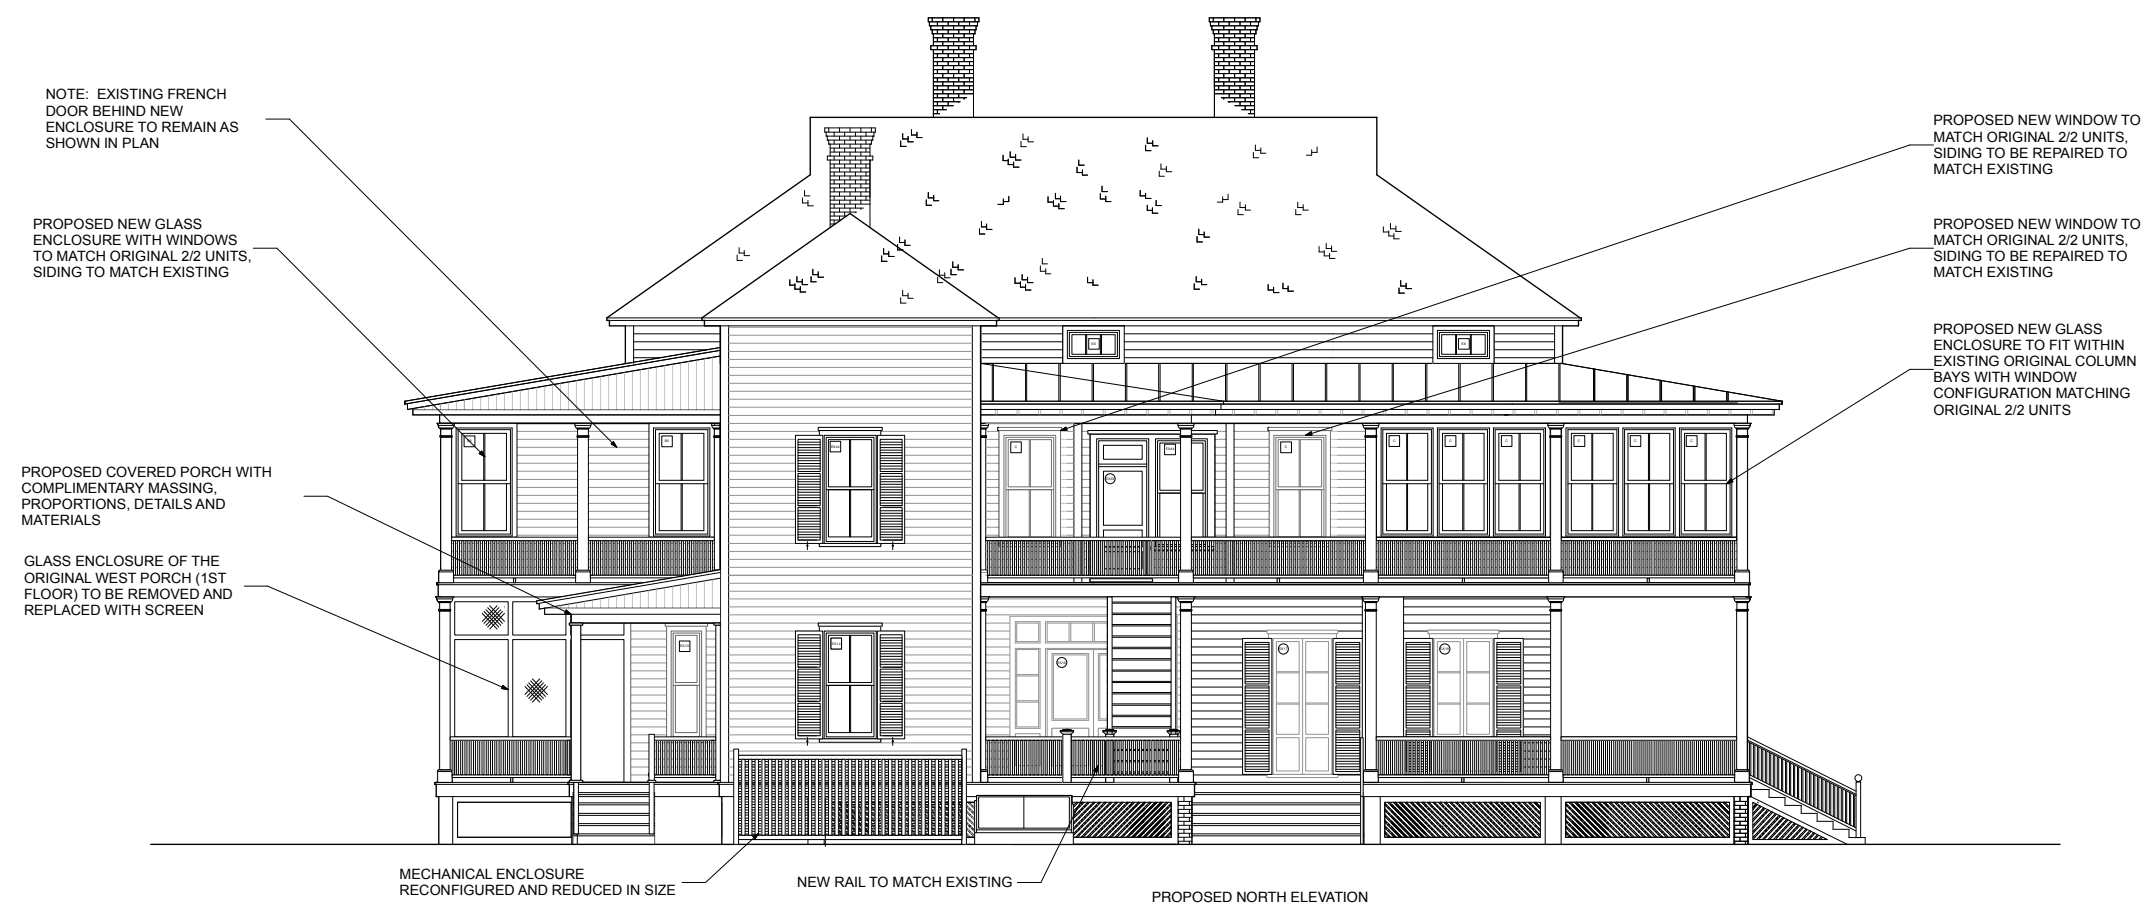 NOTE: EXISTING FRENCH
DOOR BEHIND NEW
ENCLOSURE TO REMAIN AS
SHOWN IN PLAN
PROPOSED NEW GLASS
ENCLOSURE WITH WINDOWS
TO MATCH ORIGINAL 2/2 UNITS,
SIDING TO MATCH EXISTING
PROPOSED COVERED PORCH WITH
COMPLIMENTARY MASSING,
PROPORTIONS, DETAILS AND
MATERIALS
GLASS ENCLOSURE OF THE
ORIGINAL WEST PORCH (1ST
FLOOR) TO BE REMOVED AND
REPLACED WITH SCREEN
PROPOSED NEW WINDOW TO
MATCH ORIGINAL 2/2 UNITS,
SIDING TO BE REPAIRED TO
MATCH EXISTING
PROPOSED NEW WINDOW TO
MATCH ORIGINAL 2/2 UNITS,
SIDING TO BE REPAIRED TO
MATCH EXISTING
PROPOSED NEW GLASS
ENCLOSURE TO FIT WITHIN
EXISTING ORIGINAL COLUMN
BAYS WITH WINDOW
CONFIGURATION MATCHING
ORIGINAL 2/2 UNITS
MECHANICAL ENCLOSURE
RECONFIGURED AND REDUCED IN SIZE
NEW RAIL TO MATCH EXISTING
PROPOSED NORTH ELEVATION